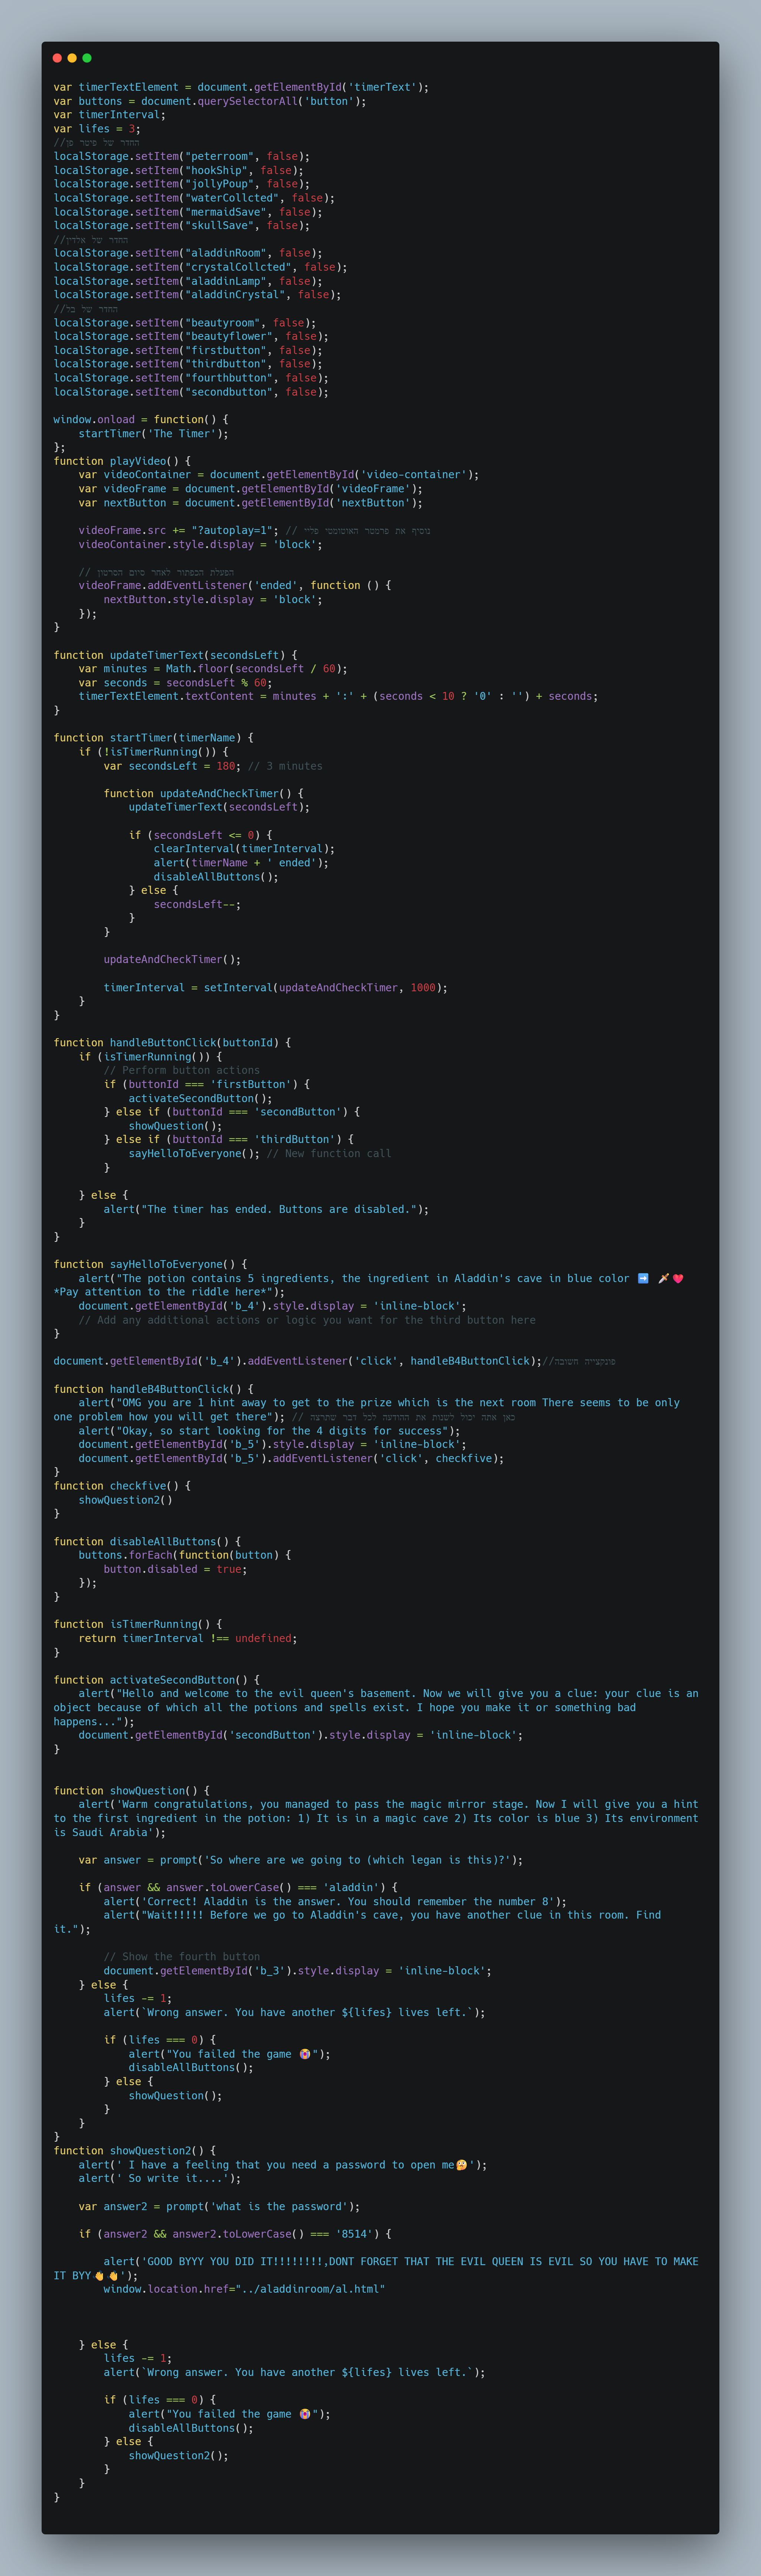 var timerTextElement = document.getElementById('timerText');
var buttons = document.querySelectorAll('button');
var timerInterval;
var lifes = 3;
//החדר של פיטר פן
localStorage.setItem("peterroom", false);
localStorage.setItem("hookShip", false);
localStorage.setItem("jollyPoup", false);
localStorage.setItem("waterCollcted", false);
localStorage.setItem("mermaidSave", false);
localStorage.setItem("skullSave", false);
//החדר של אלדין
localStorage.setItem("aladdinRoom", false);
localStorage.setItem("crystalCollcted", false);
localStorage.setItem("aladdinLamp", false);
localStorage.setItem("aladdinCrystal", false);
//החדר של בל
localStorage.setItem("beautyroom", false);
localStorage.setItem("beautyflower", false);
localStorage.setItem("firstbutton", false);
localStorage.setItem("thirdbutton", false);
localStorage.setItem("fourthbutton", false);
localStorage.setItem("secondbutton", false);

window.onload = function() {
    startTimer('The Timer');
};
function playVideo() {
    var videoContainer = document.getElementById('video-container');
    var videoFrame = document.getElementById('videoFrame');
    var nextButton = document.getElementById('nextButton');

    videoFrame.src += "?autoplay=1"; // נוסיף את פרמטר האוטומטי פליי
    videoContainer.style.display = 'block';

    // הפעלת הכפתור לאחר סיום הסרטון
    videoFrame.addEventListener('ended', function () {
        nextButton.style.display = 'block';
    });
}

function updateTimerText(secondsLeft) {
    var minutes = Math.floor(secondsLeft / 60);
    var seconds = secondsLeft % 60;
    timerTextElement.textContent = minutes + ':' + (seconds < 10 ? '0' : '') + seconds;
}

function startTimer(timerName) {
    if (!isTimerRunning()) {
        var secondsLeft = 180; // 3 minutes

        function updateAndCheckTimer() {
            updateTimerText(secondsLeft);

            if (secondsLeft <= 0) {
                clearInterval(timerInterval);
                alert(timerName + ' ended');
                disableAllButtons();
            } else {
                secondsLeft--;
            }
        }

        updateAndCheckTimer();

        timerInterval = setInterval(updateAndCheckTimer, 1000);
    }
}

function handleButtonClick(buttonId) {
    if (isTimerRunning()) {
        // Perform button actions
        if (buttonId === 'firstButton') {
            activateSecondButton();
        } else if (buttonId === 'secondButton') {
            showQuestion();
        } else if (buttonId === 'thirdButton') {
            sayHelloToEveryone(); // New function call
        }

    } else {
        alert("The timer has ended. Buttons are disabled.");
    }
}

function sayHelloToEveryone() {
    alert("The potion contains 5 ingredients, the ingredient in Aladdin's cave in blue color ➡️ 🗡️💖
*Pay attention to the riddle here*");
    document.getElementById('b_4').style.display = 'inline-block';
    // Add any additional actions or logic you want for the third button here
}

document.getElementById('b_4').addEventListener('click', handleB4ButtonClick);//פונקצייה חשובה

function handleB4ButtonClick() {
    alert("OMG you are 1 hint away to get to the prize which is the next room There seems to be only
one problem how you will get there"); // כאן אתה יכול לשנות את ההודעה לכל דבר שתרצה
    alert("Okay, so start looking for the 4 digits for success");
    document.getElementById('b_5').style.display = 'inline-block';
    document.getElementById('b_5').addEventListener('click', checkfive);
}
function checkfive() {
    showQuestion2()
}

function disableAllButtons() {
    buttons.forEach(function(button) {
        button.disabled = true;
    });
}

function isTimerRunning() {
    return timerInterval !== undefined;
}

function activateSecondButton() {
    alert("Hello and welcome to the evil queen's basement. Now we will give you a clue: your clue is an
object because of which all the potions and spells exist. I hope you make it or something bad
happens...");
    document.getElementById('secondButton').style.display = 'inline-block';
}


function showQuestion() {
    alert('Warm congratulations, you managed to pass the magic mirror stage. Now I will give you a hint
to the first ingredient in the potion: 1) It is in a magic cave 2) Its color is blue 3) Its environment
is Saudi Arabia');

    var answer = prompt('So where are we going to (which legan is this)?');

    if (answer && answer.toLowerCase() === 'aladdin') {
        alert('Correct! Aladdin is the answer. You should remember the number 8');
        alert("Wait!!!!! Before we go to Aladdin's cave, you have another clue in this room. Find
it.");

        // Show the fourth button
        document.getElementById('b_3').style.display = 'inline-block';
    } else {
        lifes -= 1;
        alert(`Wrong answer. You have another ${lifes} lives left.`);

        if (lifes === 0) {
            alert("You failed the game ");
            disableAllButtons();
        } else {
            showQuestion();
        }
    }
}
function showQuestion2() {
    alert(' I have a feeling that you need a password to open me');
    alert(' So write it....');

    var answer2 = prompt('what is the password');

    if (answer2 && answer2.toLowerCase() === '8514') {

        alert('GOOD BYYY YOU DID IT!!!!!!!!,DONT FORGET THAT THE EVIL QUEEN IS EVIL SO YOU HAVE TO MAKE
IT BYY👋👋');
        window.location.href="../aladdinroom/al.html"




    } else {
        lifes -= 1;
        alert(`Wrong answer. You have another ${lifes} lives left.`);

        if (lifes === 0) {
            alert("You failed the game ");
            disableAllButtons();
        } else {
            showQuestion2();
        }
    }
}